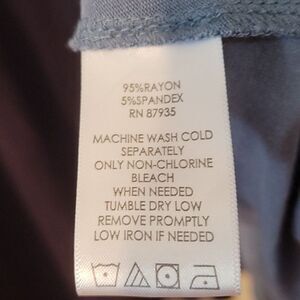 95%RAYON
5%SPANDEX
RN 87935
MACHINE WASH COLD
SEPARATELY
ONLY NON-CHLORINE
BLEACH
WHEN NEEDED
TUMBLE DRY LOW
REMOVE PROMPTLY
LOW IRON IF NEEDED